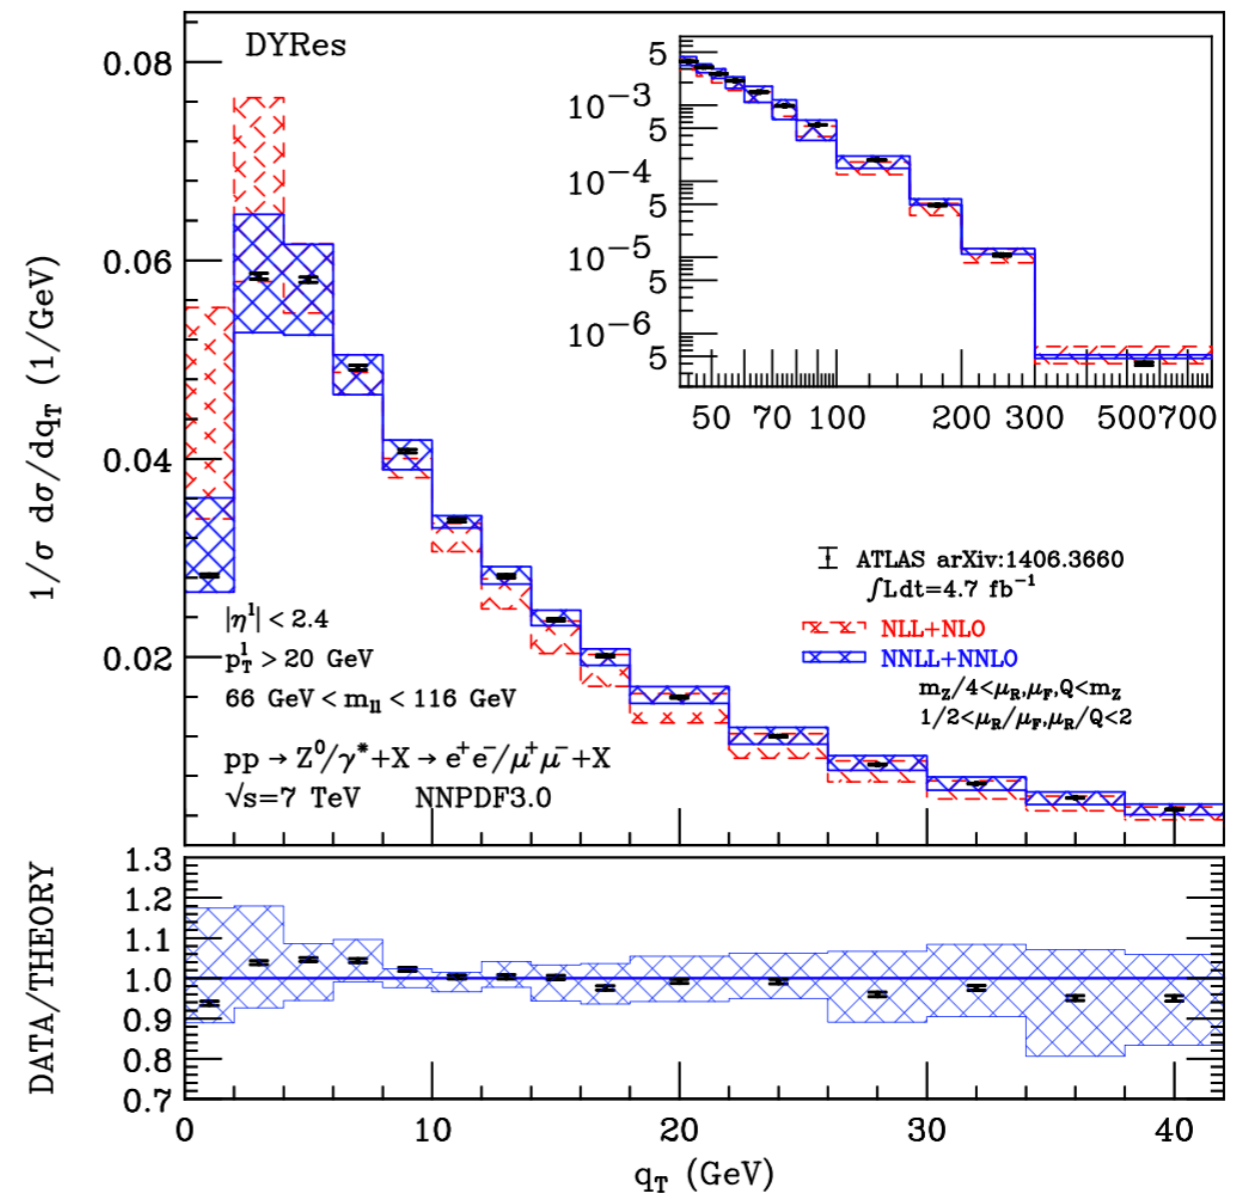 DYRes
0.08
0.06
0.04
0.02
1/σ dσ/dq_T (1/GeV)
5
10^-3
5
10^-4
5
10^-5
5
10^-6
5
50 70 100 200 300 500 700
ATLAS arXiv:1406.3660
∫Ldt=4.7 fb^-1
NLL+NLO
NNLL+NNLO
m_Z/4<μ_R,μ_F,Q<m_Z
1/2<μ_R/μ_F,μ_R/Q<2
|η^l| < 2.4
p_T^l > 20 GeV
66 GeV < m_ll < 116 GeV
pp → Z^0/γ*+X → e^+e^-/μ^+μ^-+X
√s=7 TeV NNPDF3.0
1.3
1.2
1.1
1.0
0.9
0.8
0.7
DATA/THEORY
0 10 20 30 40
q_T (GeV)